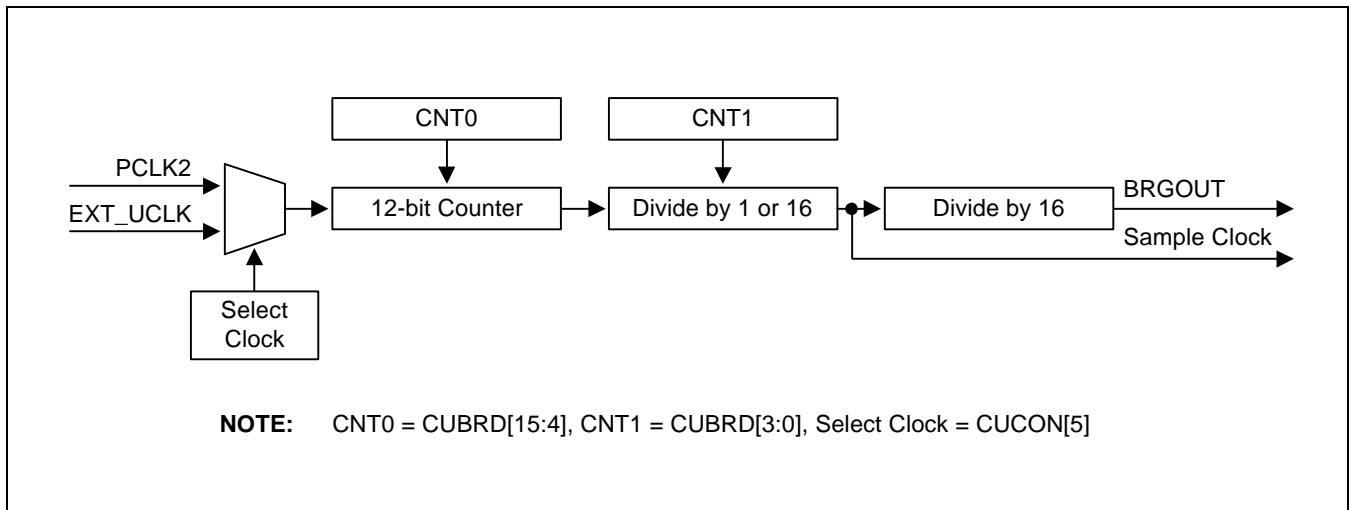 CNT0
CNT1
PCLK2
EXT_UCLK
12-bit Counter
Divide by 1 or 16
Divide by 16
BRGOUT
Sample Clock
Select
Clock
NOTE: CNT0 = CUBRD[15:4], CNT1 = CUBRD[3:0], Select Clock = CUCON[5]